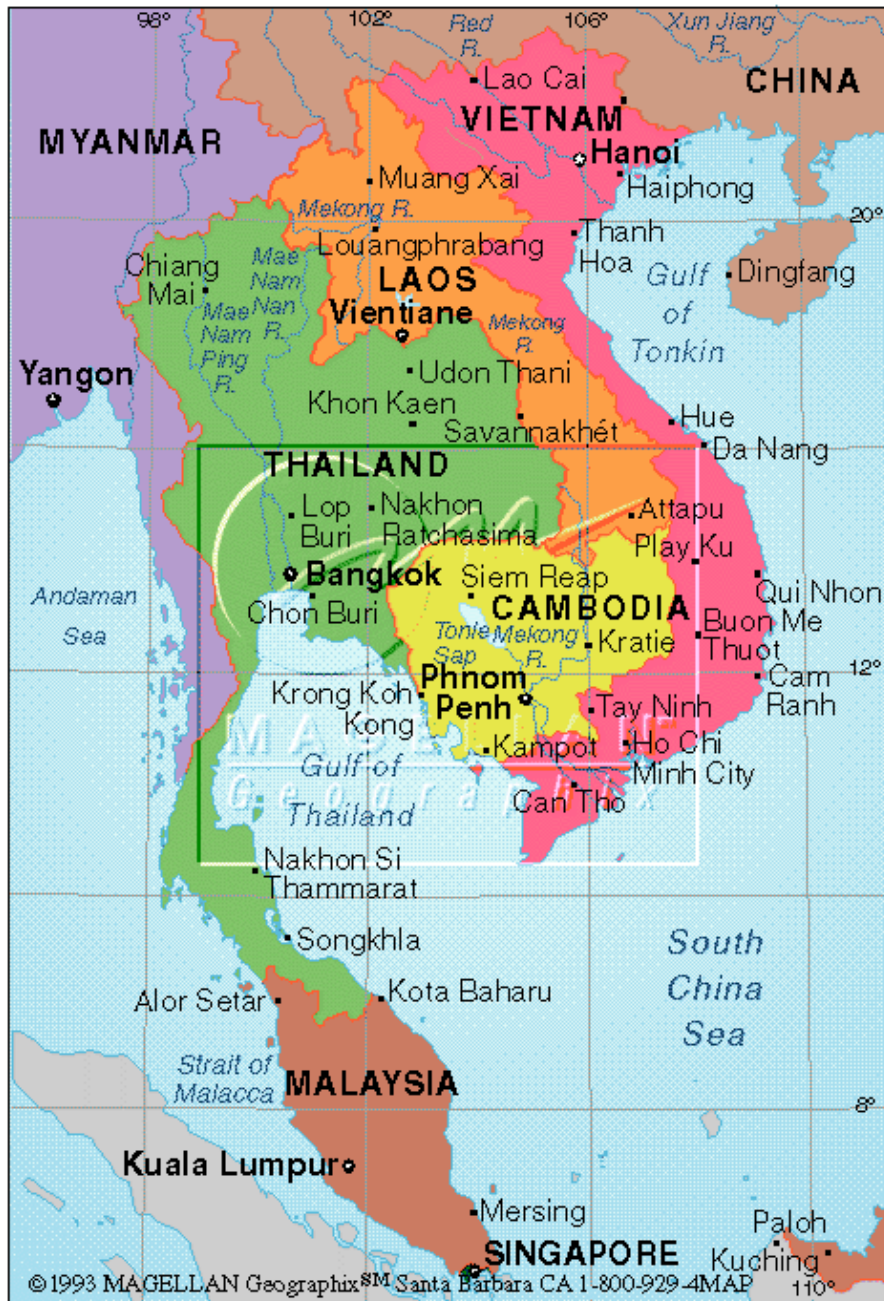 98°
102°
106°
Red
R.
Xun Jiang
R.
Lao Cai
CHINA
VIETNAM
MYANMAR
Hanoi
Muang Xai
Haiphong
Mekong R.
20°
Louangphrabang
Thanh
Hoa
Chiang
Mai
Mae
Nam
Nan
R.
Mae
Nam
Ping
R.
LAOS
Vientiane
Mekong
R.
Gulf
of
Tonkin
Dingfang
Yangon
Udon Thani
Khon Kaen
Savannakhét
Hue
Da Nang
THAILAND
Lop
Buri
Nakhon
Ratchasima
Attapu
Play Ku
Bangkok
Siem Reap
Qui Nhon
Andaman
Sea
Chon Buri
CAMBODIA
Tonle
Sap
Mekong
R.
Kratie
Buon Me
Thuot
12°
Phnom
Penh
Cam
Ranh
Krong Koh
Kong
Tay Ninh
Kampot
Ho Chi
Minh City
Gulf of
Thailand
MAGELLAN
Geographix
Can Tho
Nakhon Si
Thammarat
Songkhla
South
China
Sea
Alor Setar
Kota Baharu
Strait of
Malacca
MALAYSIA
8°
Kuala Lumpur
Mersing
Paloh
SINGAPORE
Kuching
©1993 MAGELLAN Geographix℠ Santa Barbara CA 1-800-929-4MAP
110°